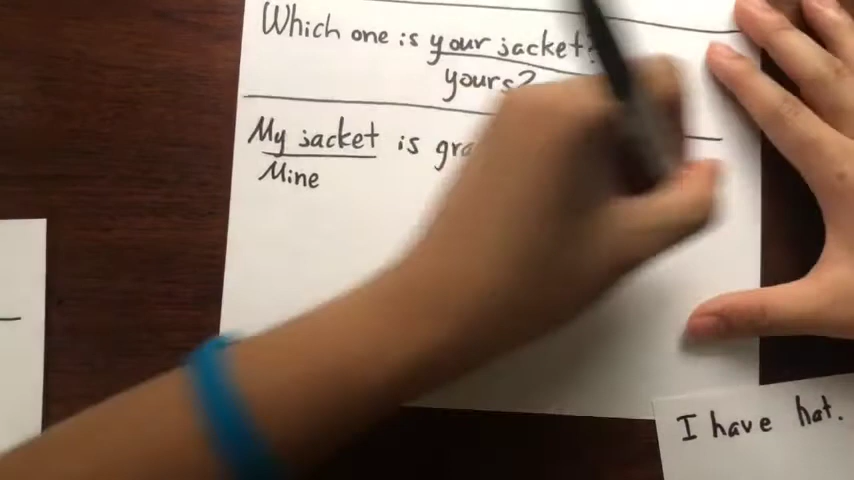 Which one is your jacket?
yours?
My jacket is
Mine
I have hat.